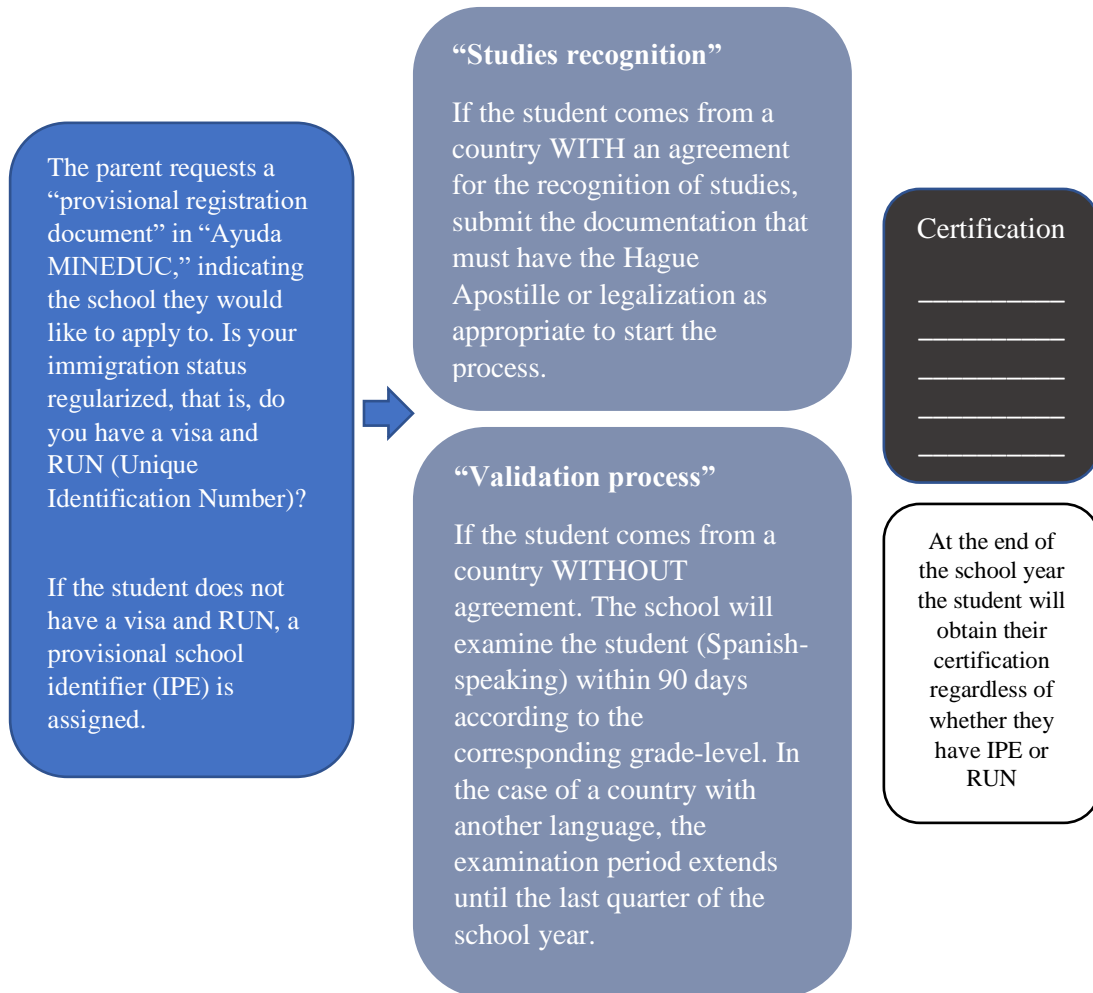 The parent requests a
“provisional registration
document” in “Ayuda
MINEDUC,” indicating
the school they would
like to apply to. Is your
immigration status
regularized, that is, do
you have a visa and
RUN (Unique
Identification Number)?
If the student does not
have a visa and RUN, a
provisional school
identifier (IPE) is
assigned.
“Studies recognition”
If the student comes from a
country WITH an agreement
for the recognition of studies,
submit the documentation that
must have the Hague
Apostille or legalization as
appropriate to start the
process.
“Validation process”
If the student comes from a
country WITHOUT
agreement. The school will
examine the student (Spanish-
speaking) within 90 days
according to the
corresponding grade-level. In
the case of a country with
another language, the
examination period extends
until the last quarter of the
school year.
Certification
__________
__________
__________
__________
__________
At the end of
the school year
the student will
obtain their
certification
regardless of
whether they
have IPE or
RUN